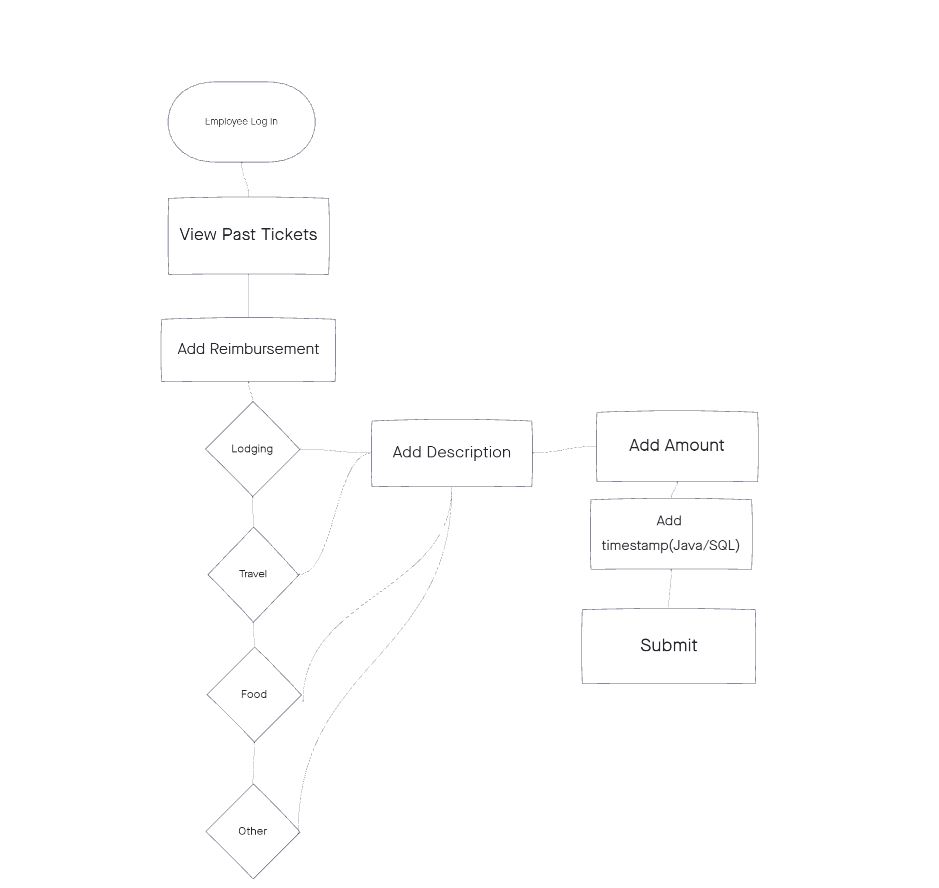 Employee Log in
View Past Tickets
Add Reimbursement
Lodging
Travel
Food
Other
Add Description
Add Amount
Add
timestamp(Java/SQL)
Submit